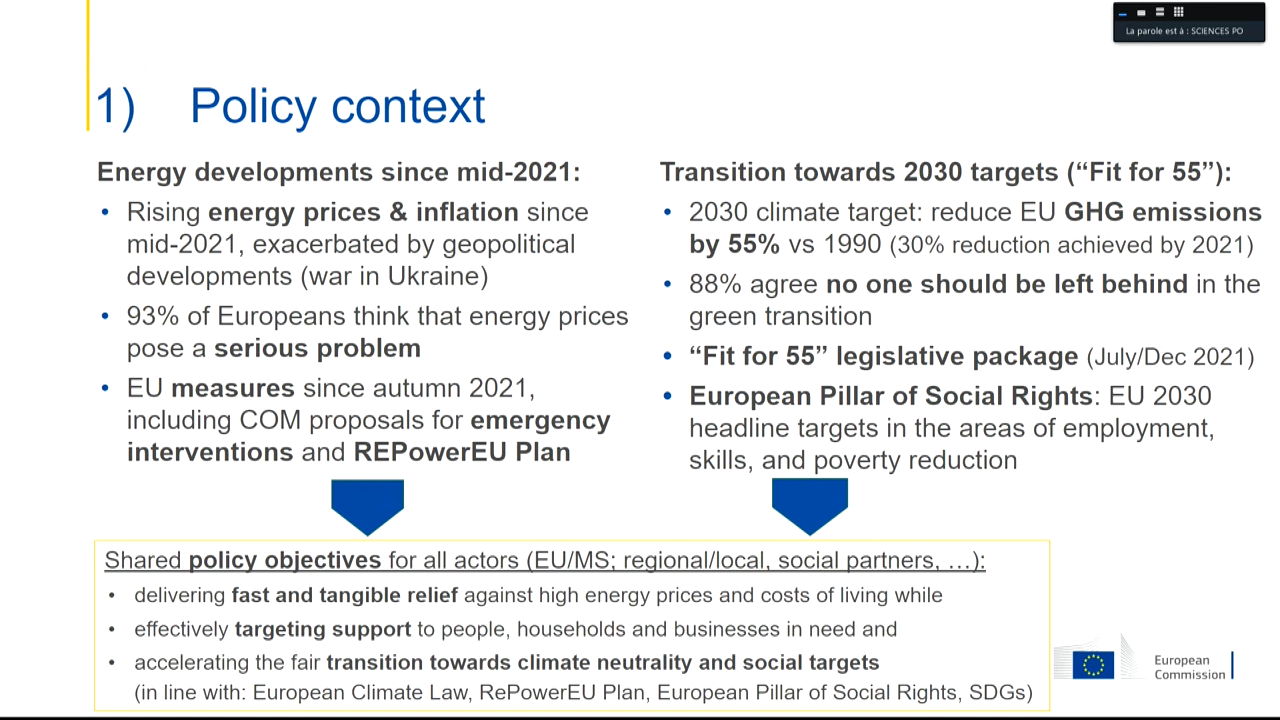 La parole est à : SCIENCES PO
1) Policy context
Energy developments since mid-2021:
• Rising energy prices & inflation since
mid-2021, exacerbated by geopolitical
developments (war in Ukraine)
• 93% of Europeans think that energy prices
pose a serious problem
• EU measures since autumn 2021,
including COM proposals for emergency
interventions and REPowerEU Plan
Transition towards 2030 targets (“Fit for 55”):
• 2030 climate target: reduce EU GHG emissions
by 55% vs 1990 (30% reduction achieved by 2021)
• 88% agree no one should be left behind in the
green transition
• “Fit for 55” legislative package (July/Dec 2021)
• European Pillar of Social Rights: EU 2030
headline targets in the areas of employment,
skills, and poverty reduction
Shared policy objectives for all actors (EU/MS; regional/local, social partners, …):
• delivering fast and tangible relief against high energy prices and costs of living while
• effectively targeting support to people, households and businesses in need and
• accelerating the fair transition towards climate neutrality and social targets
(in line with: European Climate Law, RePowerEU Plan, European Pillar of Social Rights, SDGs)
European
Commission